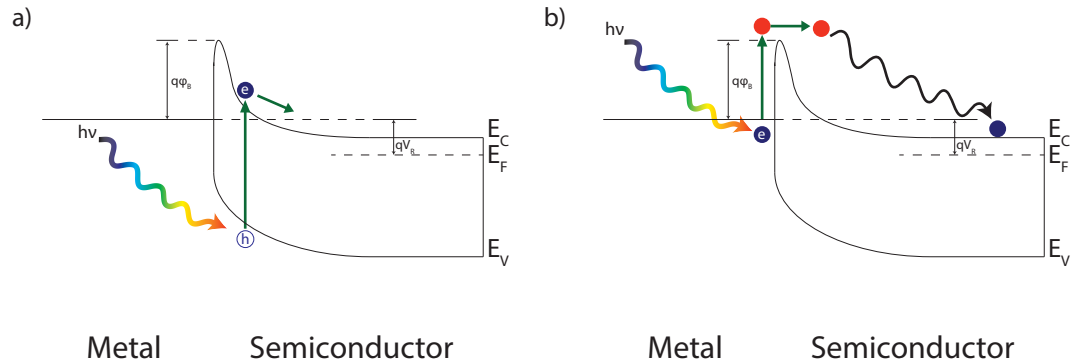 a)
hν
qφB
e
h
qVR
EC
EF
EV
Metal Semiconductor
b)
hν
qφB
e
qVR
EC
EF
EV
Metal Semiconductor